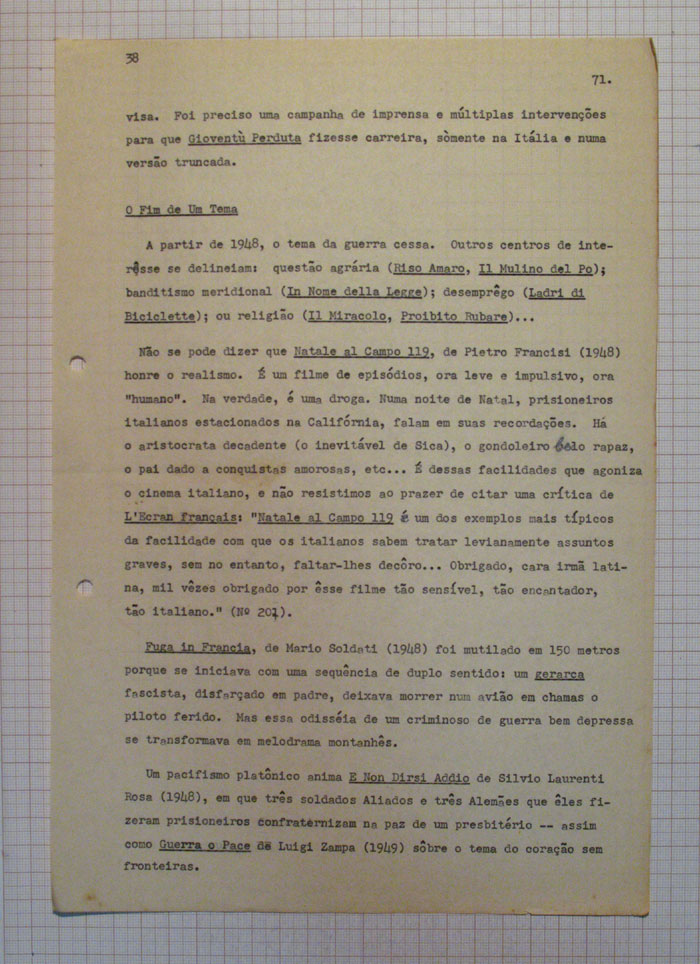 38
71.
visa. Foi preciso uma campanha de imprensa e múltiplas intervenções
para que Gioventù Perduta fizesse carreira, sòmente na Itália e numa
versão truncada.
O Fim de Um Tema
A partir de 1948, o tema da guerra cessa. Outros centros de inte-
rêsse se delineiam: questão agrária (Riso Amaro, Il Mulino del Po);
banditismo meridional (In Nome della Legge); desemprêgo (Ladri di
Biciclette); ou religião (Il Miracolo, Proibito Rubare)...
Não se pode dizer que Natale al Campo 119, de Pietro Francisi (1948)
honre o realismo. É um filme de episódios, ora leve e impulsivo, ora
"humano". Na verdade, é uma droga. Numa noite de Natal, prisioneiros
italianos estacionados na Califórnia, falam em suas recordações. Há
o aristocrata decadente (o inevitável de Sica), o gondoleiro belo rapaz,
o pai dado a conquistas amorosas, etc... É dessas facilidades que agoniza
o cinema italiano, e não resistimos ao prazer de citar uma crítica de
L'Ecran français: "Natale al Campo 119 é um dos exemplos mais típicos
da facilidade com que os italianos sabem tratar levianamente assuntos
graves, sem no entanto, faltar-lhes decôro... Obrigado, cara irmã lati-
na, mil vêzes obrigado por êsse filme tão sensível, tão encantador,
tão italiano." (Nº 201).
Fuga in Francia, de Mario Soldati (1948) foi mutilado em 150 metros
porque se iniciava com uma sequência de duplo sentido: um gerarca
fascista, disfarçado em padre, deixava morrer num avião em chamas o
piloto ferido. Mas essa odisséia de um criminoso de guerra bem depressa
se transformava em melodrama montanhês.
Um pacifismo platônico anima E Non Dirsi Addio de Silvio Laurenti
Rosa (1948), em que três soldados Aliados e três Alemães que êles fi-
zeram prisioneiros confraternizam na paz de um presbitério -- assim
como Guerra o Pace de Luigi Zampa (1949) sôbre o tema do coração sem
fronteiras.